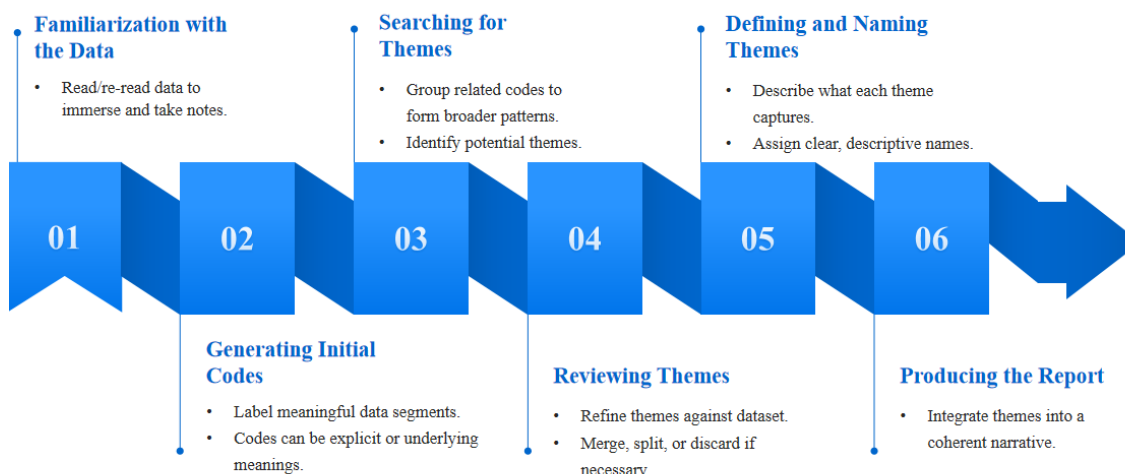 Familiarization with
the Data
• Read/re-read data to
immerse and take notes.
Searching for
Themes
• Group related codes to
form broader patterns.
• Identify potential themes.
Defining and Naming
Themes
• Describe what each theme
captures.
• Assign clear, descriptive names.
01
02
03
04
05
06
Generating Initial
Codes
• Label meaningful data segments.
• Codes can be explicit or underlying
meanings.
Reviewing Themes
• Refine themes against dataset.
• Merge, split, or discard if
necessary
Producing the Report
• Integrate themes into a
coherent narrative.